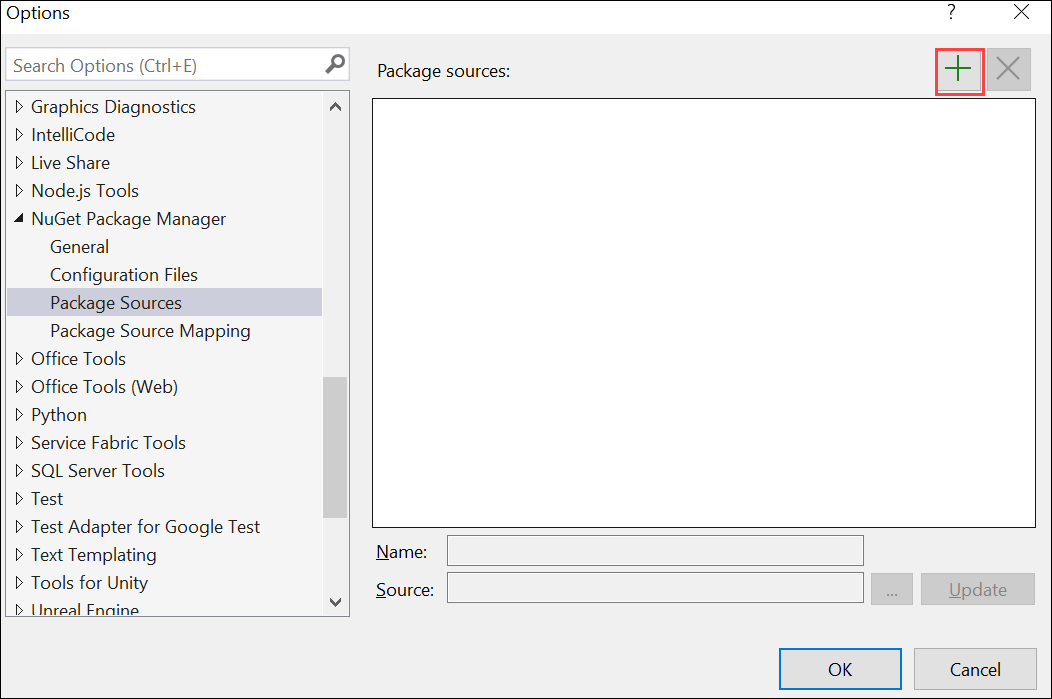 Options
?
Search Options (Ctrl+E)
Package sources:
Graphics Diagnostics
IntelliCode
Live Share
Node.js Tools
NuGet Package Manager
General
Configuration Files
Package Sources
Package Source Mapping
Office Tools
Office Tools (Web)
Python
Service Fabric Tools
SQL Server Tools
Test
Test Adapter for Google Test
Text Templating
Tools for Unity
Unreal Engine
Name:
Source:
...
Update
OK
Cancel